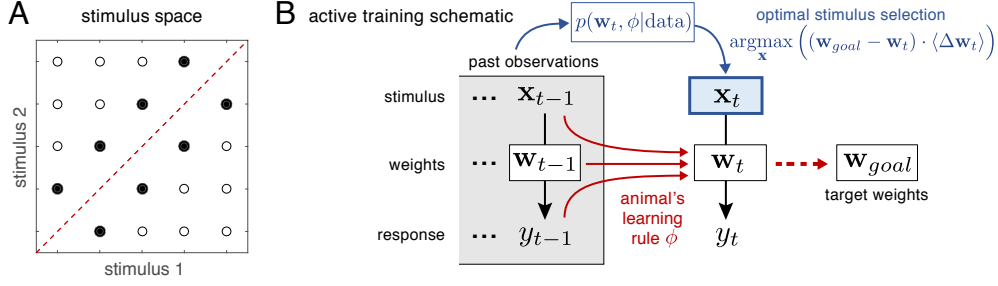 A
stimulus space
stimulus 2
stimulus 1
B
active training schematic
p(w_t, ϕ|data)
optimal stimulus selection
argmax_x ((w_goal − w_t) · ⟨Δw_t⟩)
past observations
stimulus ... x_{t−1} x_t
weights ... w_{t−1} w_t w_goal
target weights
animal's
learning
rule ϕ
response ... y_{t−1} y_t